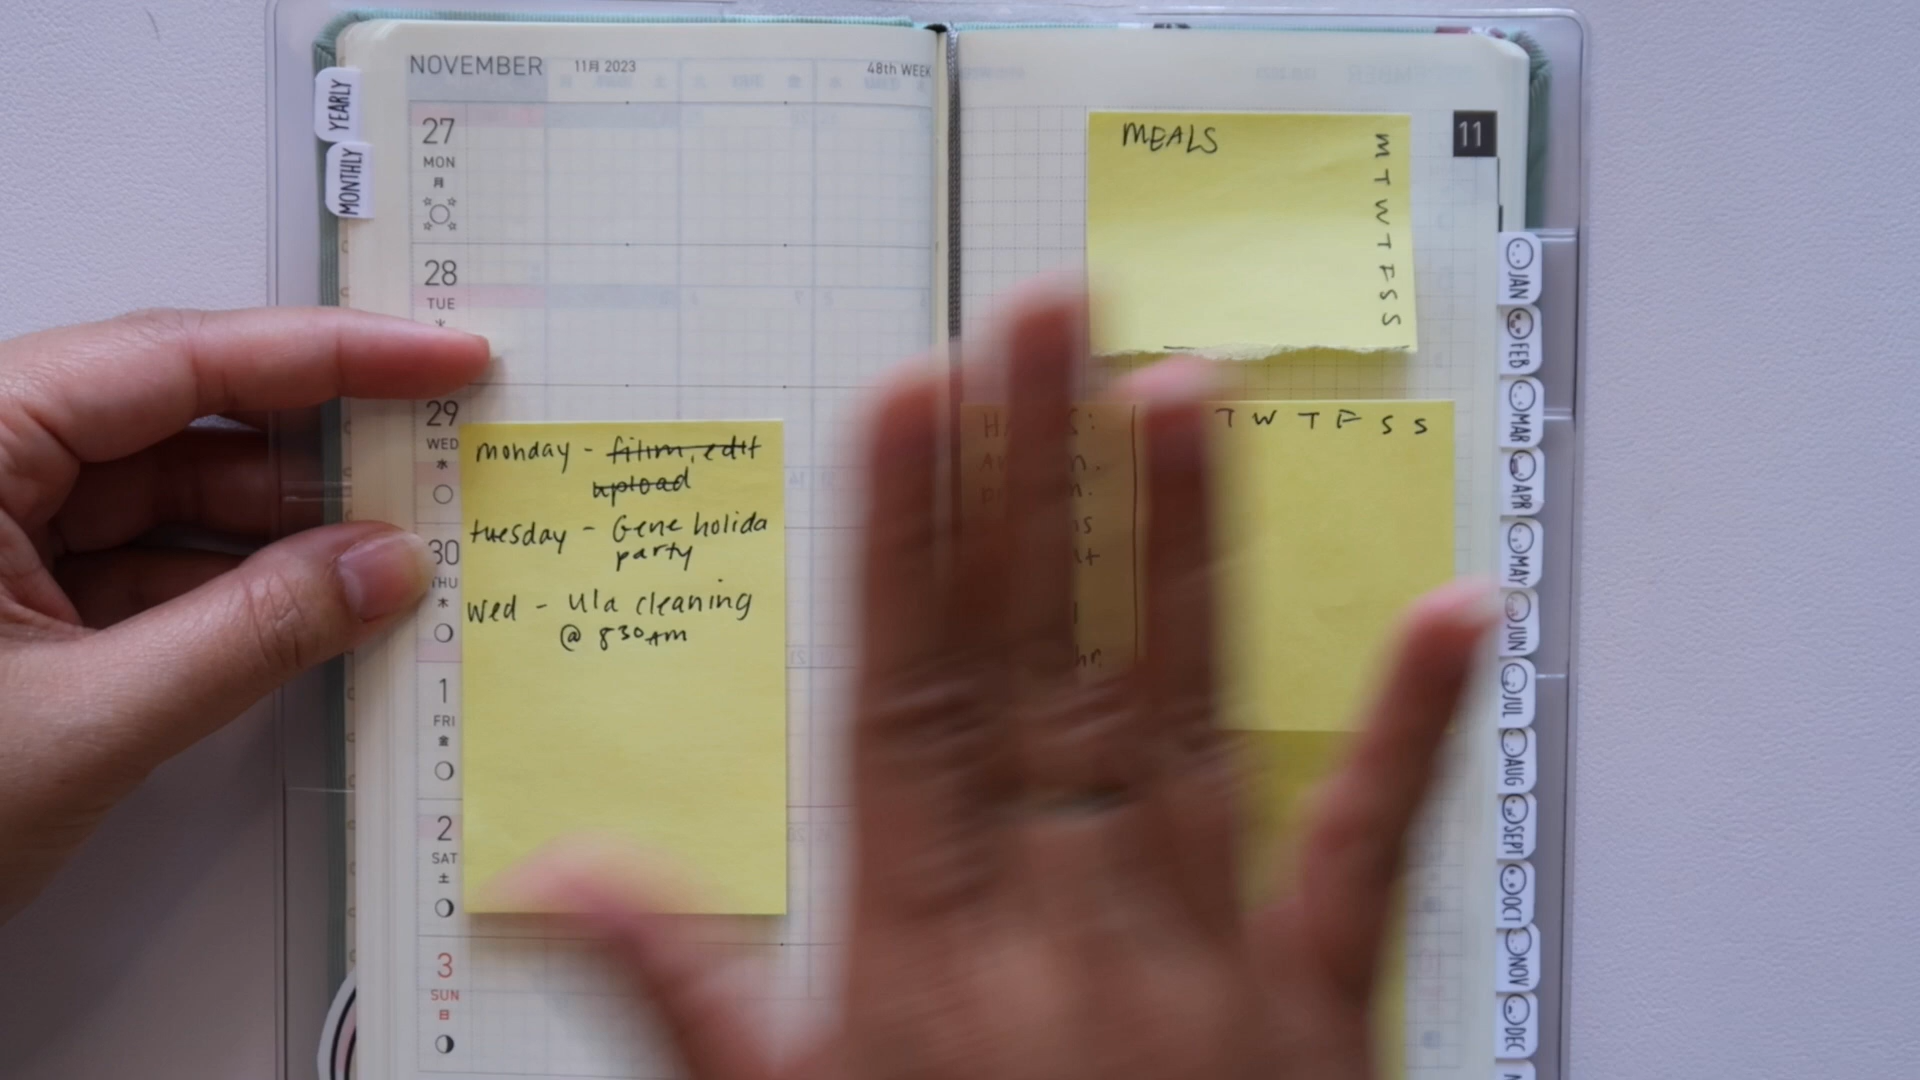 YEARLY
MONTHLY
NOVEMBER 11月 2023 48th WEEK
27
MON
月
28
TUE
29
WED
水
30
THU
木
1
FRI
金
2
SAT
土
3
SUN
日
monday - filim, edit
upload
tuesday - Gene holida
party
Wed - Ula cleaning
@ 830AM
MEALS
M
T
W
T
F
S
S
11
T W T F S S
JAN
FEB
MAR
APR
MAY
JUN
JUL
AUG
SEPT
OCT
NOV
DEC